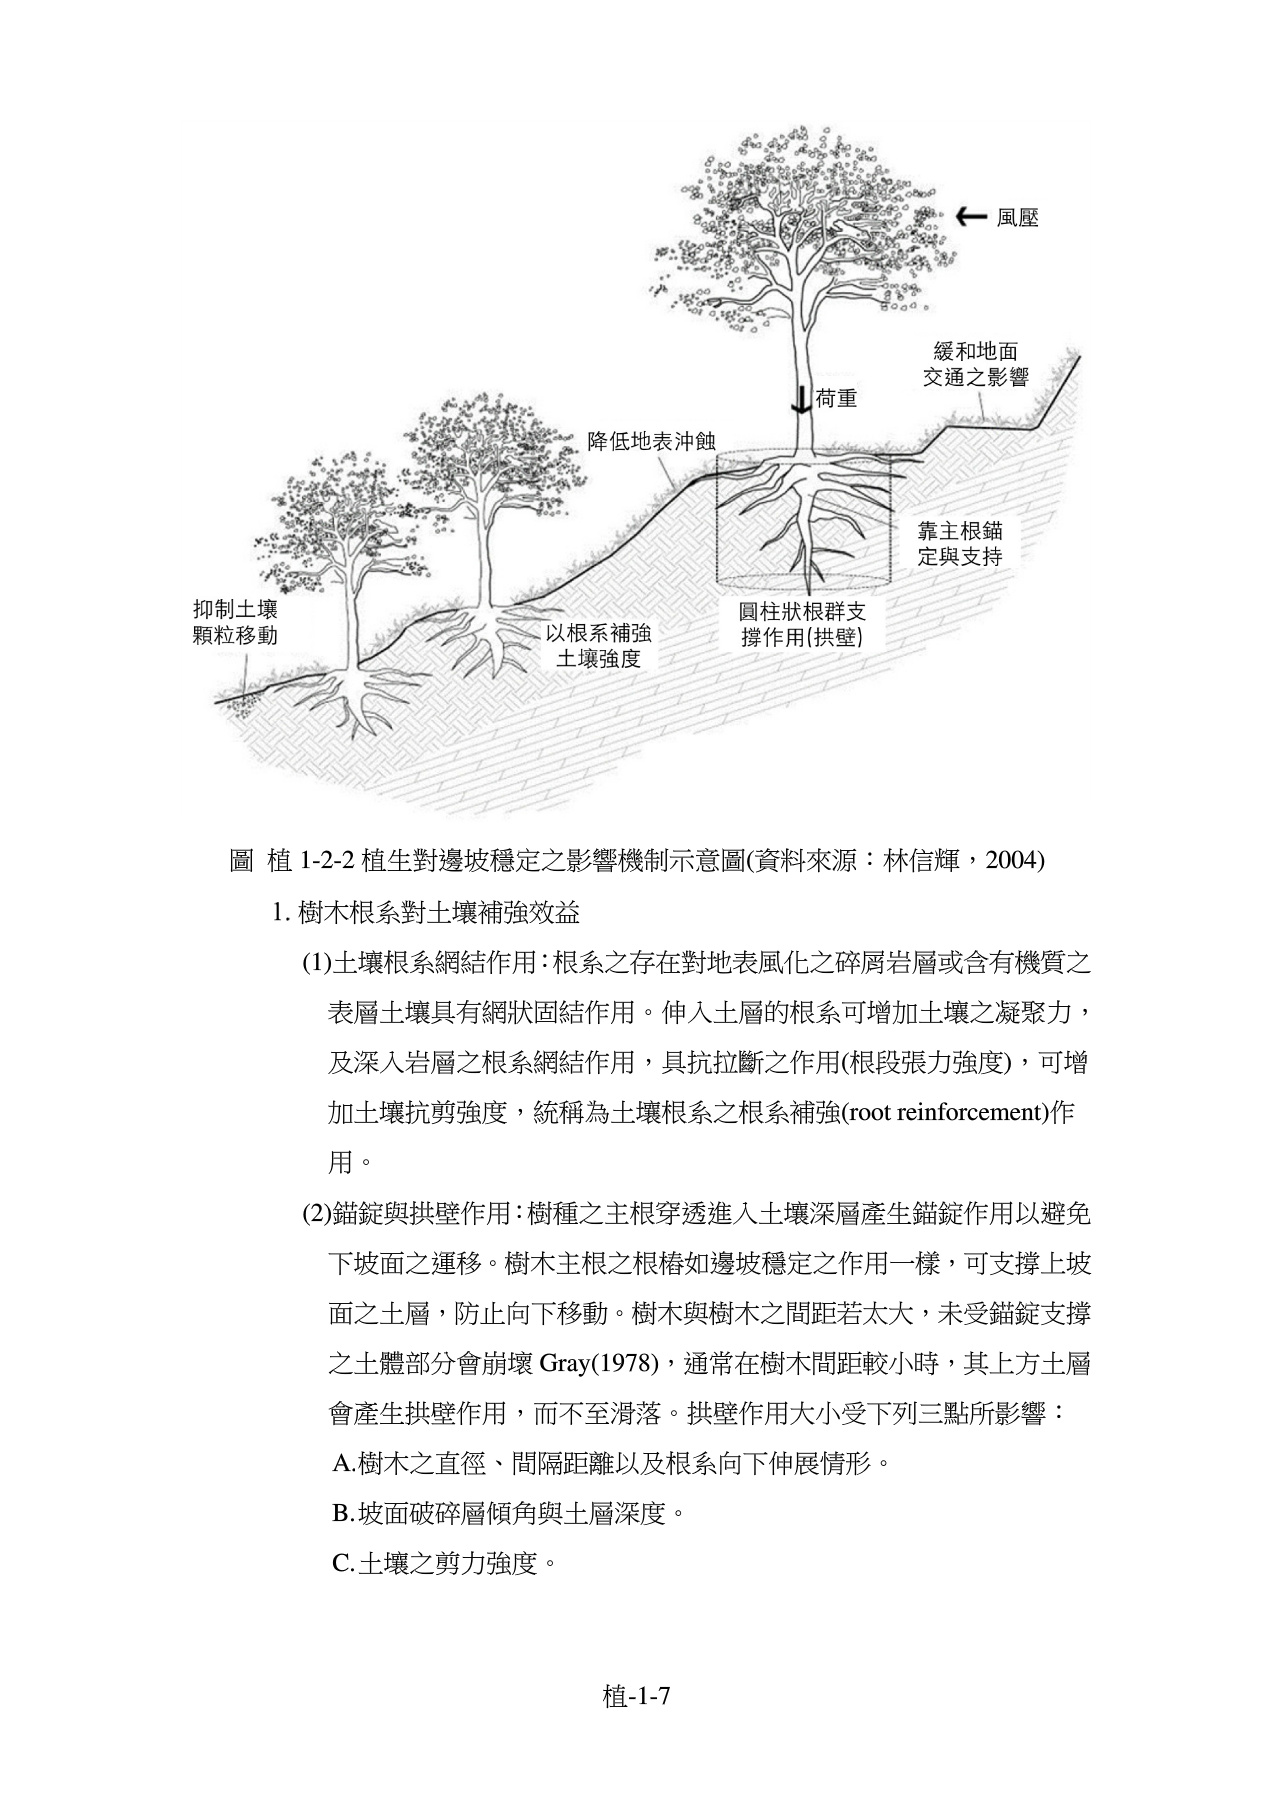 風壓
緩和地面
交通之影響
荷重
降低地表沖蝕
靠主根錨
定與支持
抑制土壤
顆粒移動
圓柱狀根群支
撐作用(拱壁)
以根系補強
土壤強度
圖 植 1-2-2 植生對邊坡穩定之影響機制示意圖(資料來源：林信輝，2004)
1. 樹木根系對土壤補強效益
(1)土壤根系網結作用：根系之存在對地表風化之碎屑岩層或含有機質之
表層土壤具有網狀固結作用。伸入土層的根系可增加土壤之凝聚力，
及深入岩層之根系網結作用，具抗拉斷之作用(根段張力強度)，可增
加土壤抗剪強度，統稱為土壤根系之根系補強(root reinforcement)作
用。
(2)錨錠與拱壁作用：樹種之主根穿透進入土壤深層產生錨錠作用以避免
下坡面之運移。樹木主根之根樁如邊坡穩定之作用一樣，可支撐上坡
面之土層，防止向下移動。樹木與樹木之間距若太大，未受錨錠支撐
之土體部分會崩壞 Gray(1978)，通常在樹木間距較小時，其上方土層
會產生拱壁作用，而不至滑落。拱壁作用大小受下列三點所影響：
A.樹木之直徑、間隔距離以及根系向下伸展情形。
B.坡面破碎層傾角與土層深度。
C.土壤之剪力強度。
植-1-7